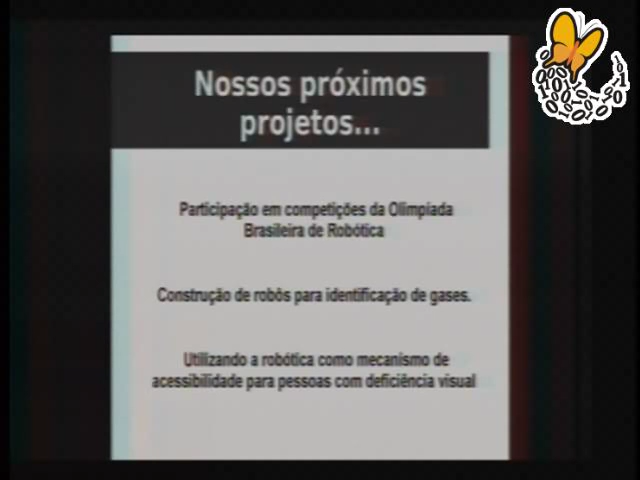 Nossos próximos
projetos...
Participação em competições da Olimpíada
Brasileira de Robótica
Construção de robôs para identificação de gases.
Utilizando a robótica como mecanismo de
acessibilidade para pessoas com deficiência visual